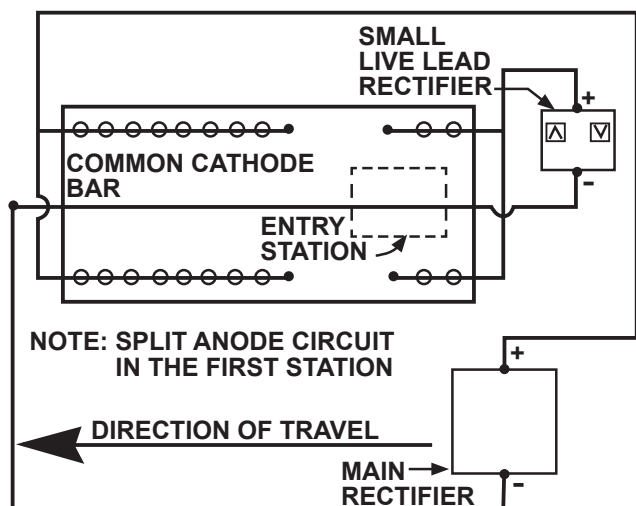 SMALL
LIVE LEAD
RECTIFIER
+
A
V
-
COMMON CATHODE
BAR
ENTRY
STATION
NOTE: SPLIT ANODE CIRCUIT
IN THE FIRST STATION
+
DIRECTION OF TRAVEL
MAIN
RECTIFIER
-